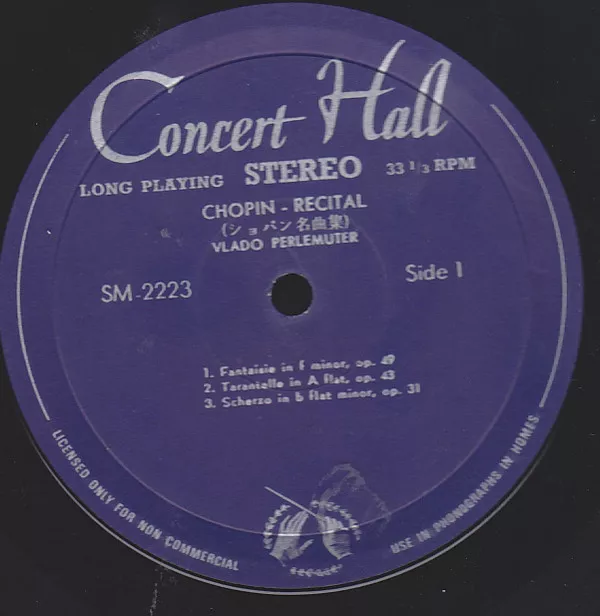 Concert Hall
LONG PLAYING STEREO 33 1/3 RPM
CHOPIN - RECITAL
(ショパン名曲集)
VLADO PERLEMUTER
SM-2223
Side 1
1. Fantaisie in f minor, op. 49
2. Tarantelle in A flat, op. 43
3. Scherzo in b flat minor, op. 31
LICENSED ONLY FOR NON COMMERCIAL
USE IN PHONOGRAPHS IN HOMES